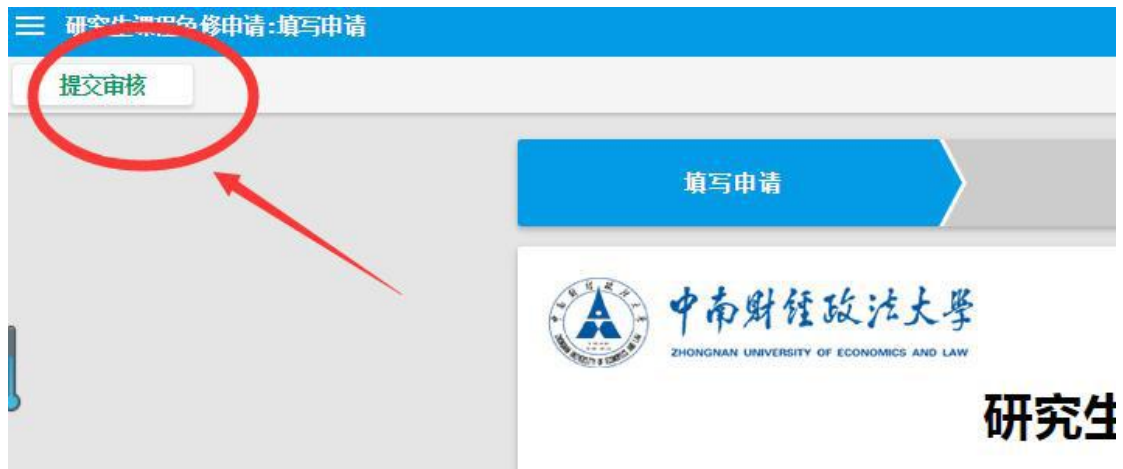 研究生课程免修申请:填写申请
提交审核
填写申请
中南财经政法大学
ZHONGNAN UNIVERSITY OF ECONOMICS AND LAW
研究生